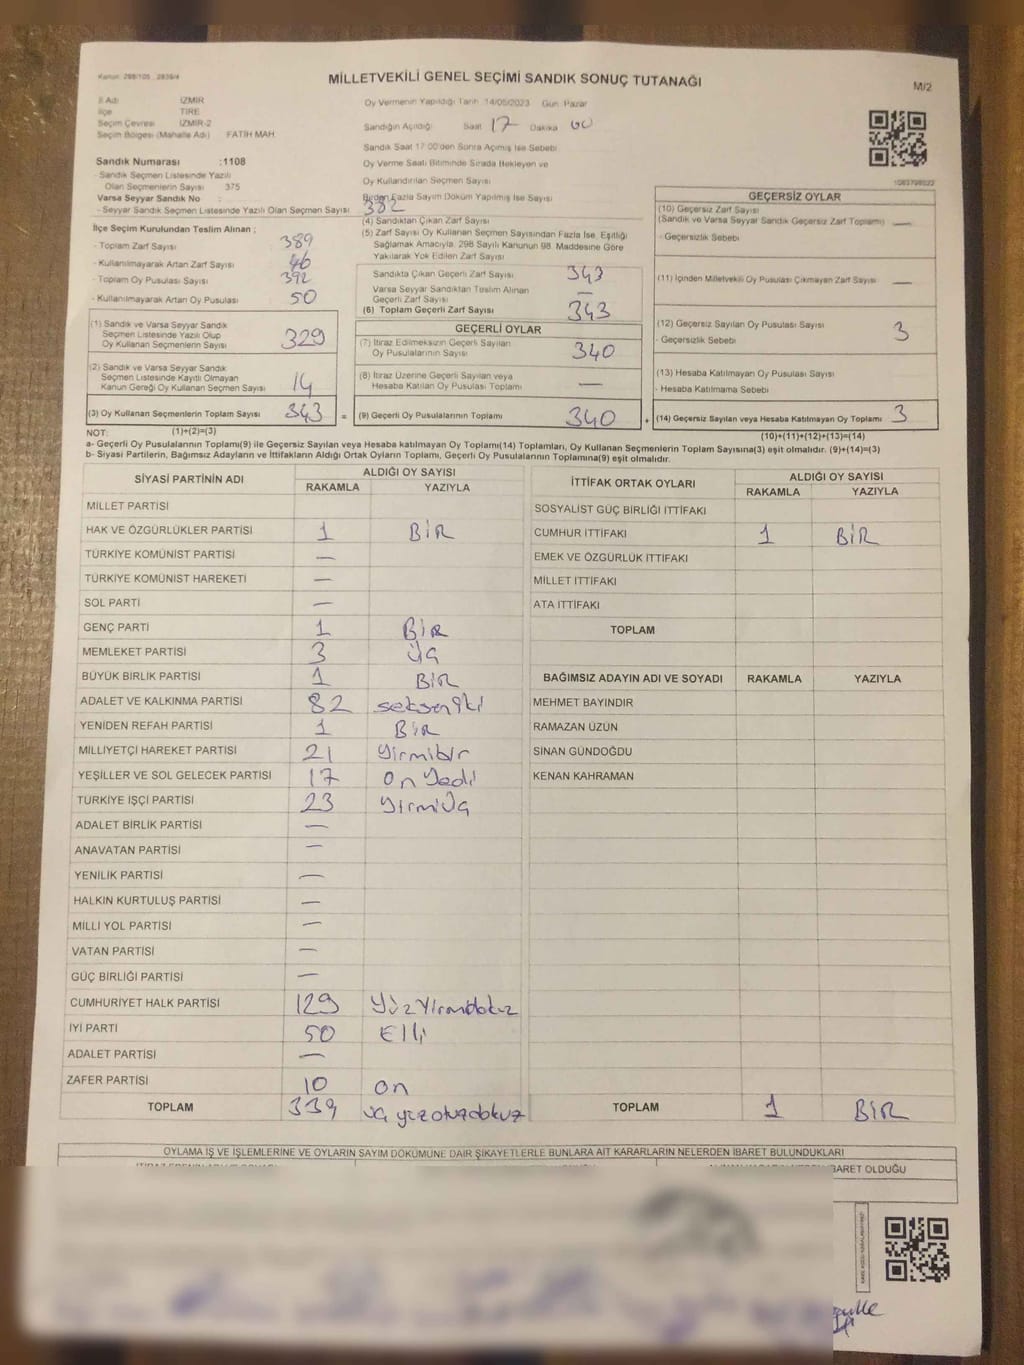 Kanun: 298/105 , 2839/4
MİLLETVEKİLİ GENEL SEÇİMİ SANDIK SONUÇ TUTANAĞI
M/2
İl Adı İZMİR
İlçe TİRE
Seçim Çevresi İZMİR-2
Seçim Bölgesi (Mahalle Adı) FATİH MAH.
Sandık Numarası :1108
- Sandık Seçmen Listesinde Yazılı
Olan Seçmenlerin Sayısı 375
Varsa Seyyar Sandık No :
- Seyyar Sandık Seçmen Listesinde Yazılı Olan Seçmen Sayısı
İlçe Seçim Kurulundan Teslim Alınan ;
- Toplam Zarf Sayısı 389
- Kullanılmayarak Artan Zarf Sayısı 46
- Toplam Oy Pusulası Sayısı 392
- Kullanılmayarak Artan Oy Pusulası 50
(1) Sandık ve Varsa Seyyar Sandık
Seçmen Listesinde Yazılı Olup
Oy Kullanan Seçmenlerin Sayısı 329
(2) Sandık ve Varsa Seyyar Sandık
Seçmen Listesinde Kayıtlı Olmayan
Kanun Gereği Oy Kullanan Seçmen Sayısı 14
(3) Oy Kullanan Seçmenlerin Toplam Sayısı 343
(1)+(2)=(3)
Oy Vermenin Yapıldığı Tarih 14/05/2023 Gün Pazar
Sandığın Açıldığı Saat 17 Dakika 00
Sandık Saat 17:00'den Sonra Açılmış İse Sebebi
Oy Verme Saati Bitiminde Sırada Bekleyen ve
Oy Kullandırılan Seçmen Sayısı
Birden Fazla Sayım Döküm Yapılmış İse Sayısı
382
(4) Sandıktan Çıkan Zarf Sayısı
(5) Zarf Sayısı Oy Kullanan Seçmen Sayısından Fazla İse, Eşitliği
Sağlamak Amacıyla, 298 Sayılı Kanunun 98. Maddesine Göre
Yakılarak Yok Edilen Zarf Sayısı
Sandıkta Çıkan Geçerli Zarf Sayısı 343
Varsa Seyyar Sandıktan Teslim Alınan
Geçerli Zarf Sayısı —
(6) Toplam Geçerli Zarf Sayısı 343
GEÇERLİ OYLAR
(7) İtiraz Edilmeksizin Geçerli Sayılan
Oy Pusulalarının Sayısı 340
(8) İtiraz Üzerine Geçerli Sayılan veya
Hesaba Katılan Oy Pusulası Toplamı —
= (9) Geçerli Oy Pusulalarının Toplamı 340
1083798522
GEÇERSİZ OYLAR
(10) Geçersiz Zarf Sayısı
(Sandık ve Varsa Seyyar Sandık Geçersiz Zarf Toplamı) —
- Geçersizlik Sebebi
(11) İçinden Milletvekili Oy Pusulası Çıkmayan Zarf Sayısı —
(12) Geçersiz Sayılan Oy Pusulası Sayısı 3
- Geçersizlik Sebebi
(13) Hesaba Katılmayan Oy Pusulası Sayısı
- Hesaba Katılmama Sebebi
+ (14) Geçersiz Sayılan veya Hesaba Katılmayan Oy Toplamı 3
(10)+(11)+(12)+(13)=(14)
NOT:
a- Geçerli Oy Pusulalarının Toplamı(9) ile Geçersiz Sayılan veya Hesaba katılmayan Oy Toplamı(14) Toplamları, Oy Kullanan Seçmenlerin Toplam Sayısına(3) eşit olmalıdır. (9)+(14)=(3)
b- Siyasi Partilerin, Bağımsız Adayların ve İttifakların Aldığı Ortak Oyların Toplamı, Geçerli Oy Pusulalarının Toplamına(9) eşit olmalıdır.
SİYASİ PARTİNİN ADI ALDIĞI OY SAYISI
RAKAMLA YAZIYLA
MİLLET PARTİSİ
HAK VE ÖZGÜRLÜKLER PARTİSİ 1 BİR
TÜRKİYE KOMÜNİST PARTİSİ —
TÜRKİYE KOMÜNİST HAREKETİ —
SOL PARTİ —
GENÇ PARTİ 1 BİR
MEMLEKET PARTİSİ 3 üç
BÜYÜK BİRLİK PARTİSİ 1 BİR
ADALET VE KALKINMA PARTİSİ 82 seksen iki
YENİDEN REFAH PARTİSİ 1 BİR
MİLLİYETÇİ HAREKET PARTİSİ 21 yirmibir
YEŞİLLER VE SOL GELECEK PARTİSİ 17 on yedi
TÜRKİYE İŞÇİ PARTİSİ 23 yirmiüç
ADALET BİRLİK PARTİSİ —
ANAVATAN PARTİSİ —
YENİLİK PARTİSİ —
HALKIN KURTULUŞ PARTİSİ —
MİLLİ YOL PARTİSİ —
VATAN PARTİSİ —
GÜÇ BİRLİĞİ PARTİSİ —
CUMHURİYET HALK PARTİSİ 129 Yüzyirmidokuz
İYİ PARTİ 50 Elli
ADALET PARTİSİ —
ZAFER PARTİSİ 10 on
TOPLAM 339 üç yüzotuzdokuz
İTTİFAK ORTAK OYLARI ALDIĞI OY SAYISI
RAKAMLA YAZIYLA
SOSYALİST GÜÇ BİRLİĞİ İTTİFAKI
CUMHUR İTTİFAKI 1 BİR
EMEK VE ÖZGÜRLÜK İTTİFAKI
MİLLET İTTİFAKI
ATA İTTİFAKI
TOPLAM
BAĞIMSIZ ADAYIN ADI VE SOYADI RAKAMLA YAZIYLA
MEHMET BAYINDIR
RAMAZAN ÜZÜN
SİNAN GÜNDOĞDU
KENAN KAHRAMAN
TOPLAM 1 BİR
OYLAMA İŞ VE İŞLEMLERİNE VE OYLARIN SAYIM DÖKÜMÜNE DAİR ŞİKAYETLERLE BUNLARA AİT KARARLARIN NELERDEN İBARET BULUNDUKLARI
İBARET OLDUĞU